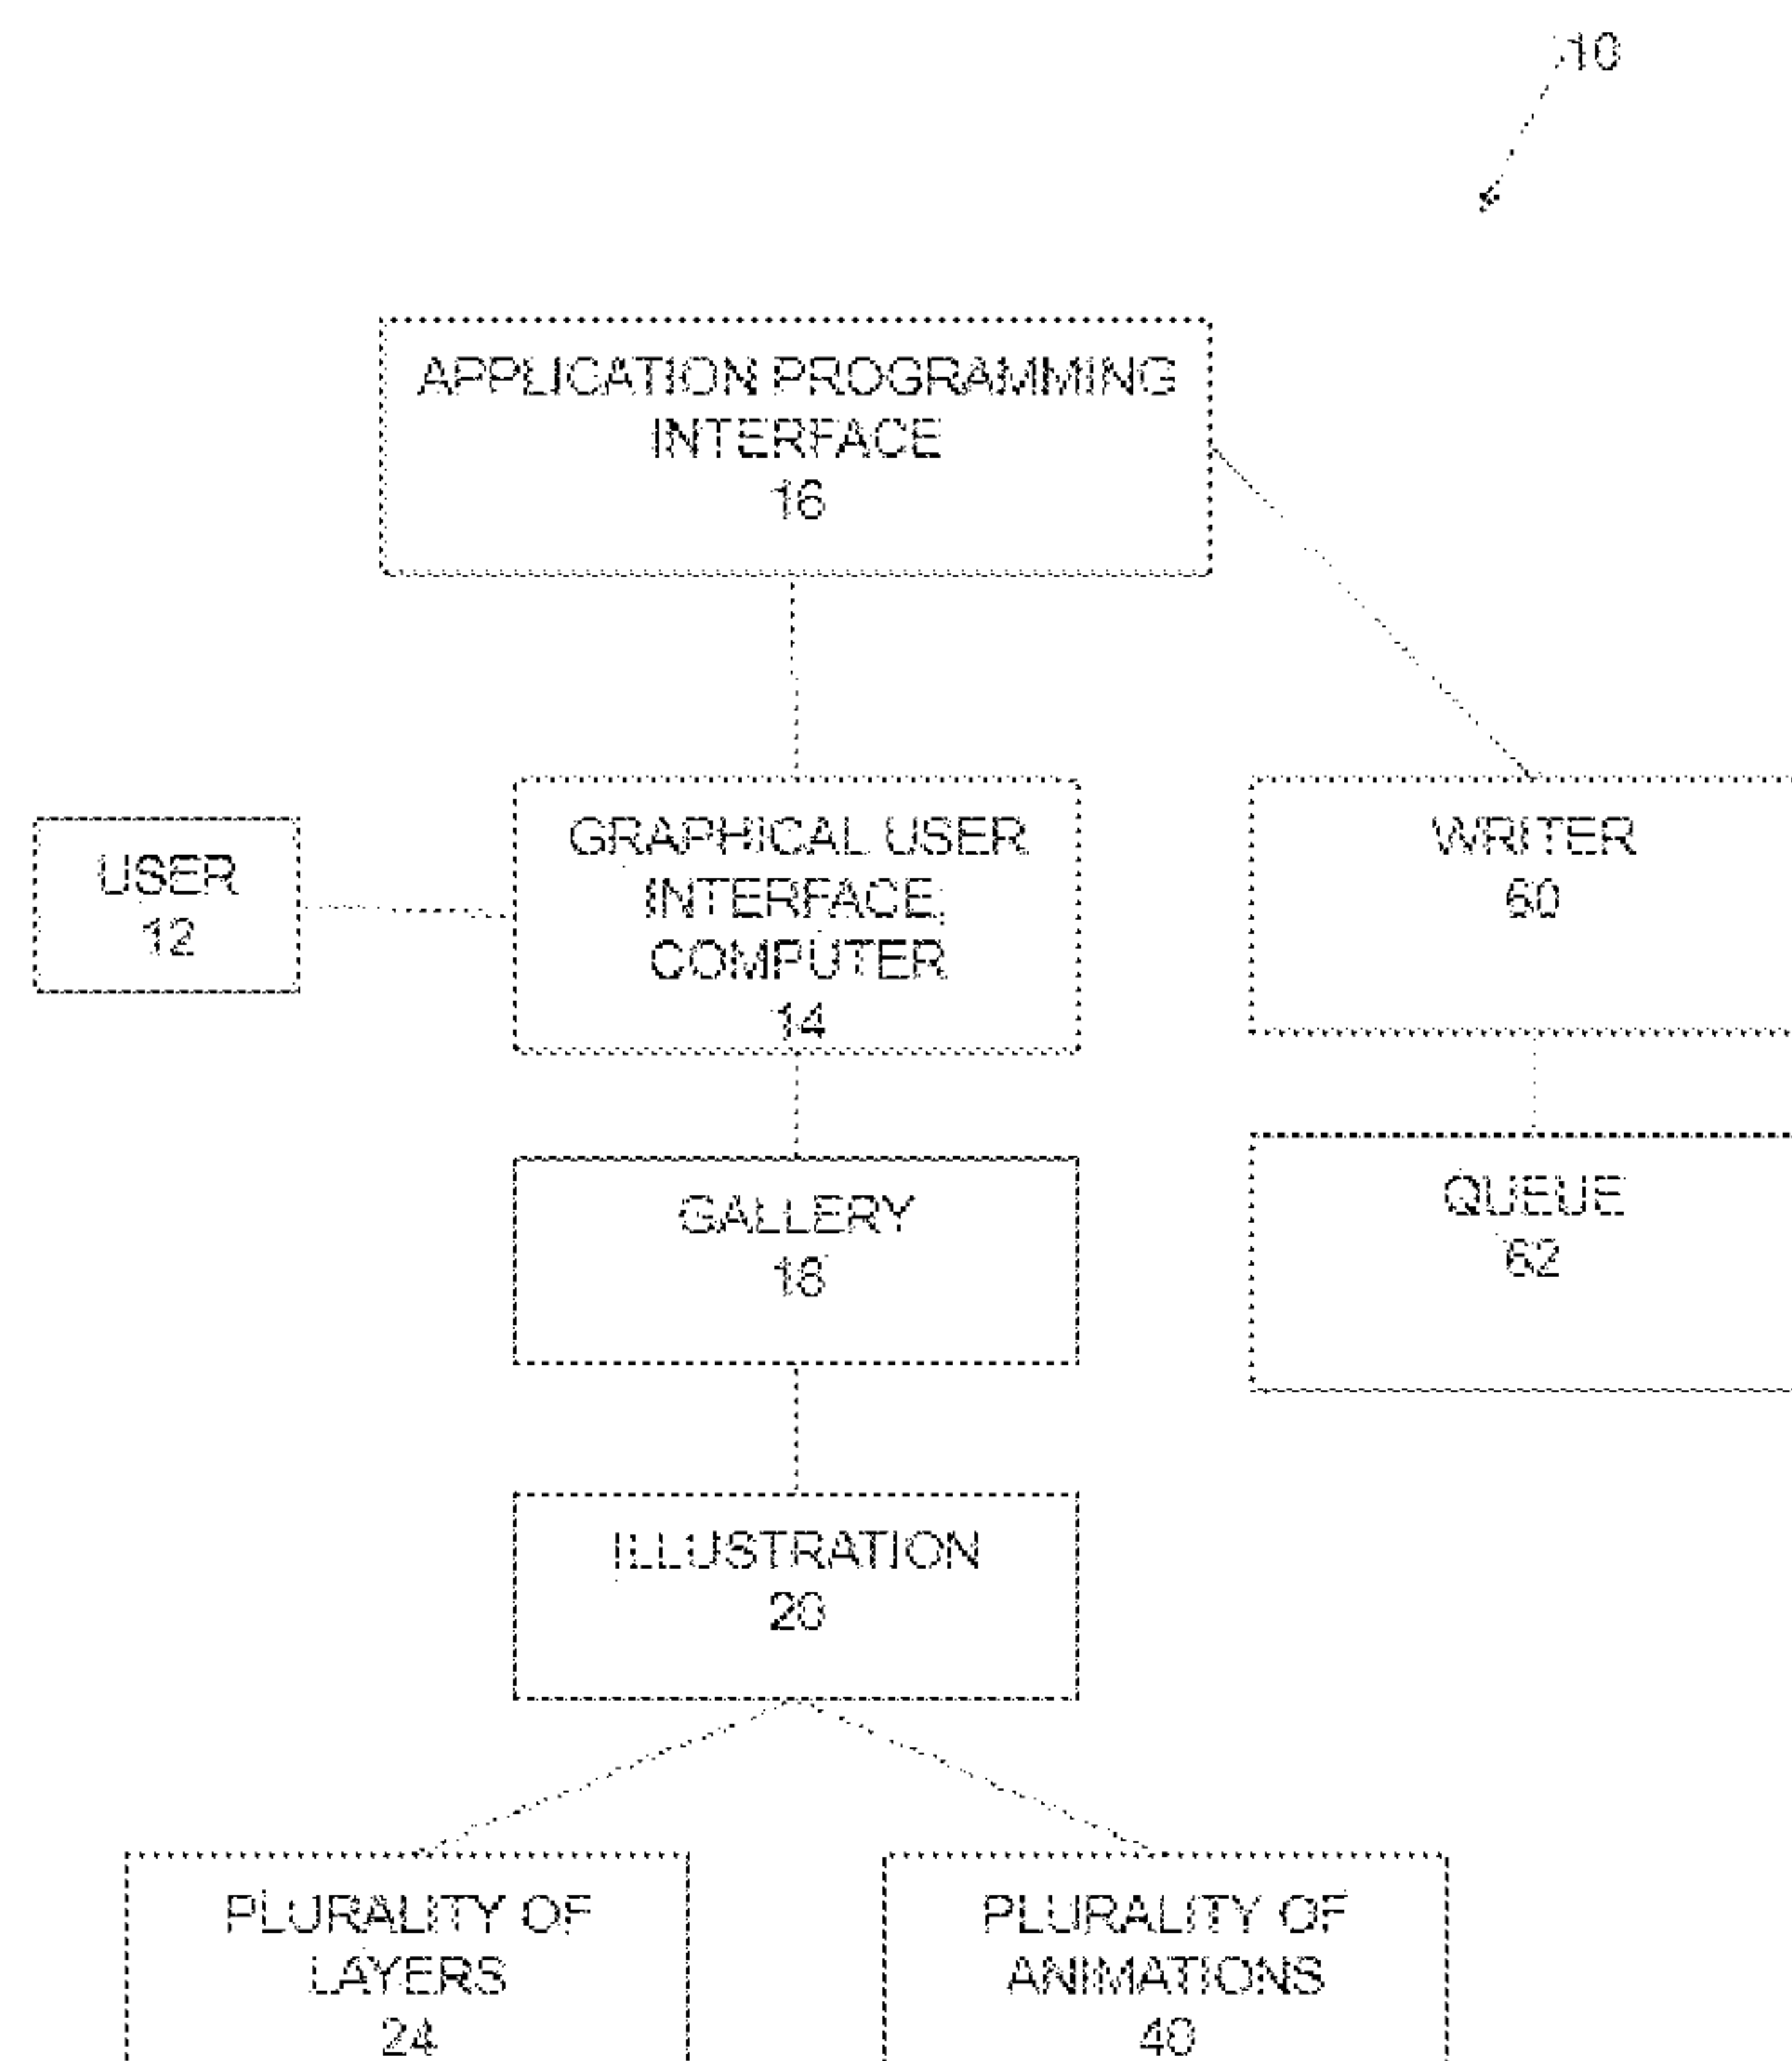 10
APPLICATION PROGRAMMING
INTERFACE
16
USER
12
GRAPHICAL USER
INTERFACE,
COMPUTER
14
WRITER
60
GALLERY
18
QUEUE
62
ILLUSTRATION
20
PLURALITY OF
LAYERS
24
PLURALITY OF
ANIMATIONS
40